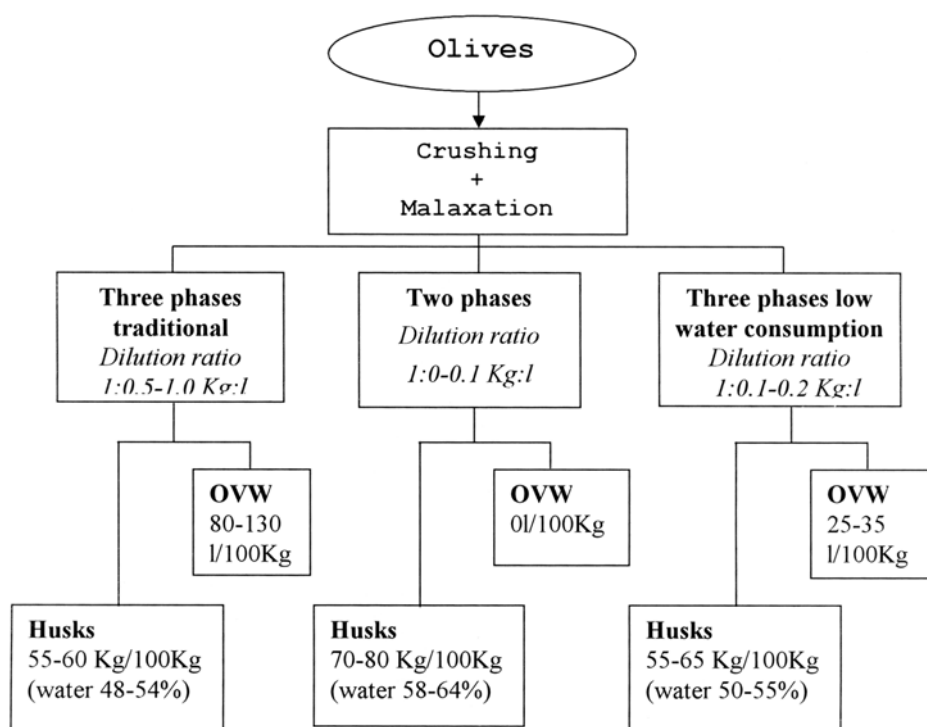 Olives
Crushing
+
Malaxation
Three phases
traditional
Dilution ratio
1:0.5-1.0 Kg:l
Two phases
Dilution ratio
1:0-0.1 Kg:l
Three phases low
water consumption
Dilution ratio
1:0.1-0.2 Kg:l
OVW
80-130
l/100Kg
OVW
0l/100Kg
OVW
25-35
l/100Kg
Husks
55-60 Kg/100Kg
(water 48-54%)
Husks
70-80 Kg/100Kg
(water 58-64%)
Husks
55-65 Kg/100Kg
(water 50-55%)